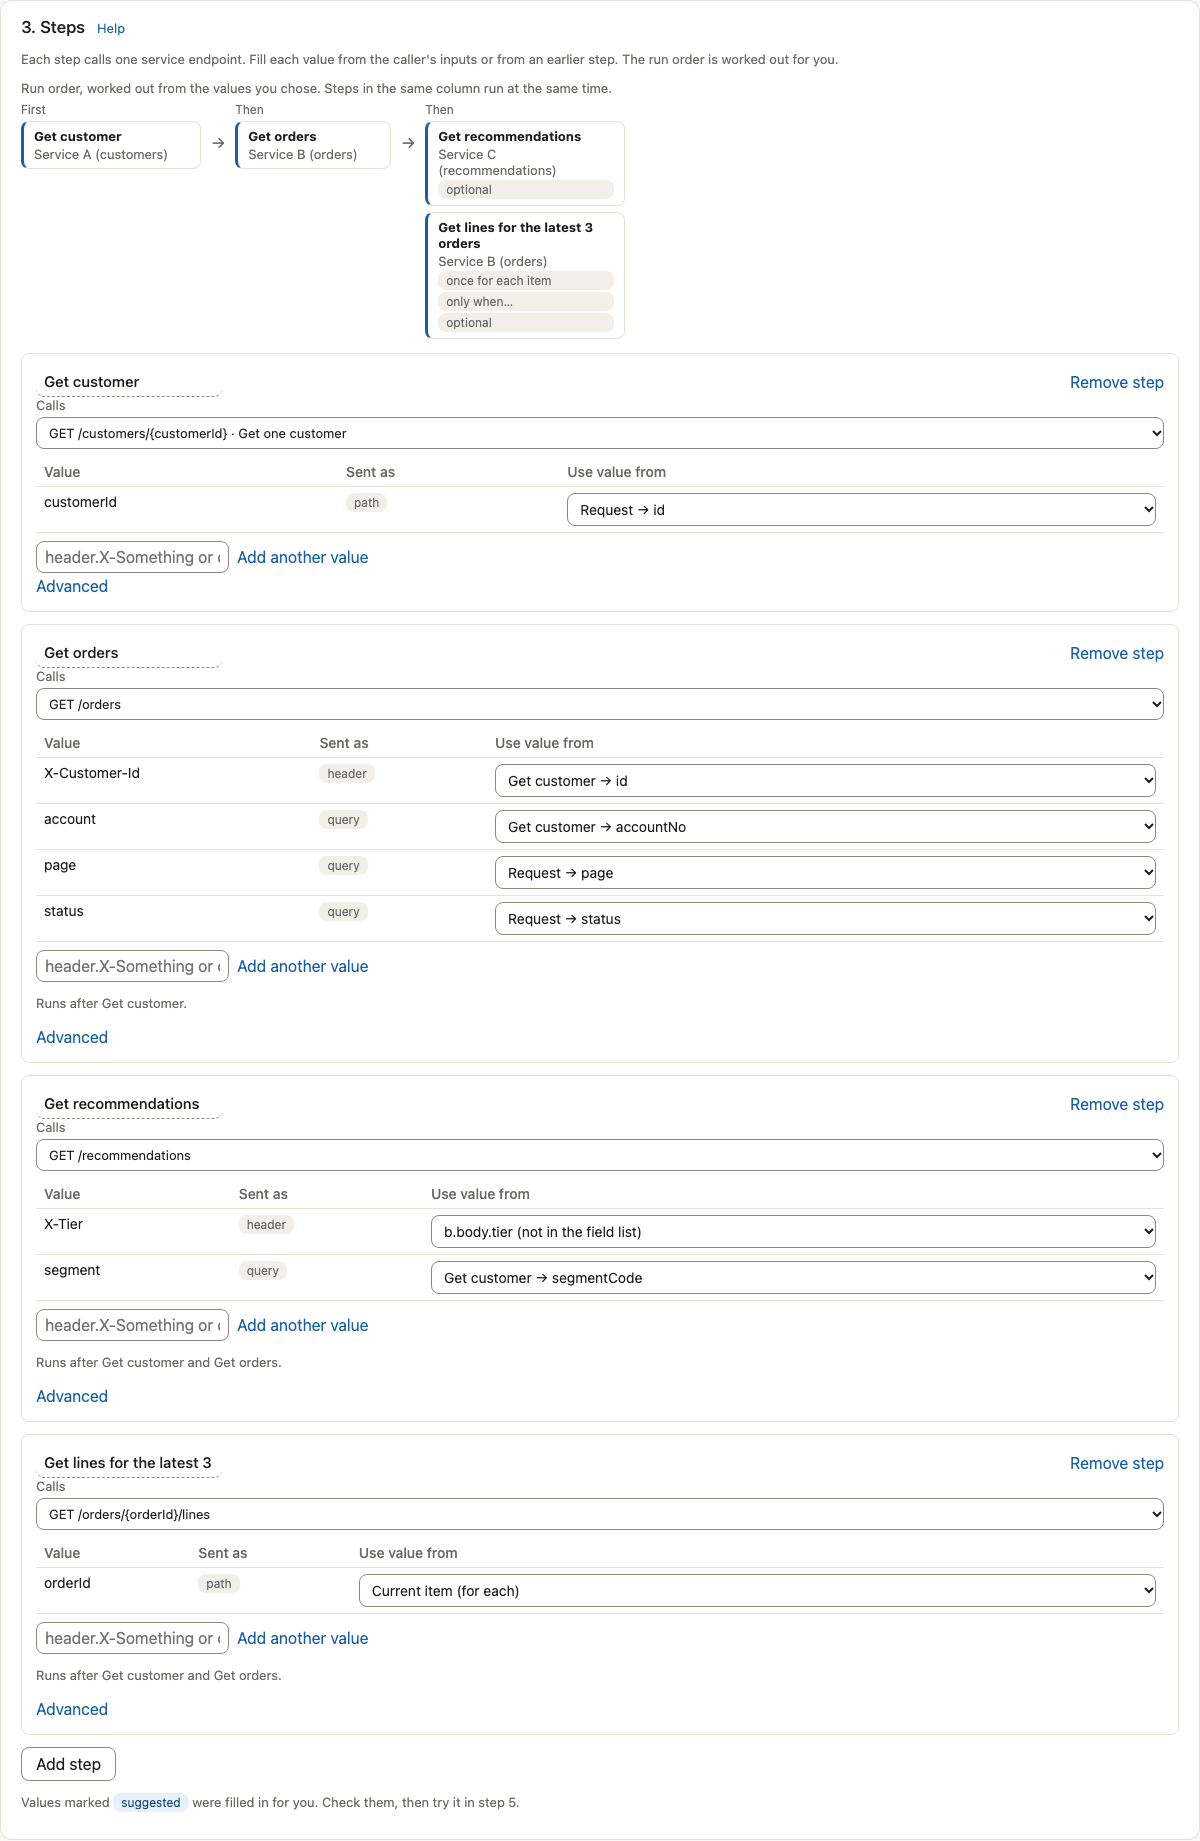 3. Steps Help
Each step calls one service endpoint. Fill each value from the caller's inputs or from an earlier step. The run order is worked out for you.
Run order, worked out from the values you chose. Steps in the same column run at the same time.
First
Get customer
Service A (customers)
→
Then
Get orders
Service B (orders)
→
Then
Get recommendations
Service C
(recommendations)
optional
Get lines for the latest 3
orders
Service B (orders)
once for each item
only when...
optional
Get customer
Remove step
Calls
GET /customers/{customerId} · Get one customer
Value Sent as Use value from
customerId path Request → id
header.X-Something or Add another value
Advanced
Get orders
Remove step
Calls
GET /orders
Value Sent as Use value from
X-Customer-Id header Get customer → id
account query Get customer → accountNo
page query Request → page
status query Request → status
header.X-Something or Add another value
Runs after Get customer.
Advanced
Get recommendations
Remove step
Calls
GET /recommendations
Value Sent as Use value from
X-Tier header b.body.tier (not in the field list)
segment query Get customer → segmentCode
header.X-Something or Add another value
Runs after Get customer and Get orders.
Advanced
Get lines for the latest 3
Remove step
Calls
GET /orders/{orderId}/lines
Value Sent as Use value from
orderId path Current item (for each)
header.X-Something or Add another value
Runs after Get customer and Get orders.
Advanced
Add step
Values marked suggested were filled in for you. Check them, then try it in step 5.